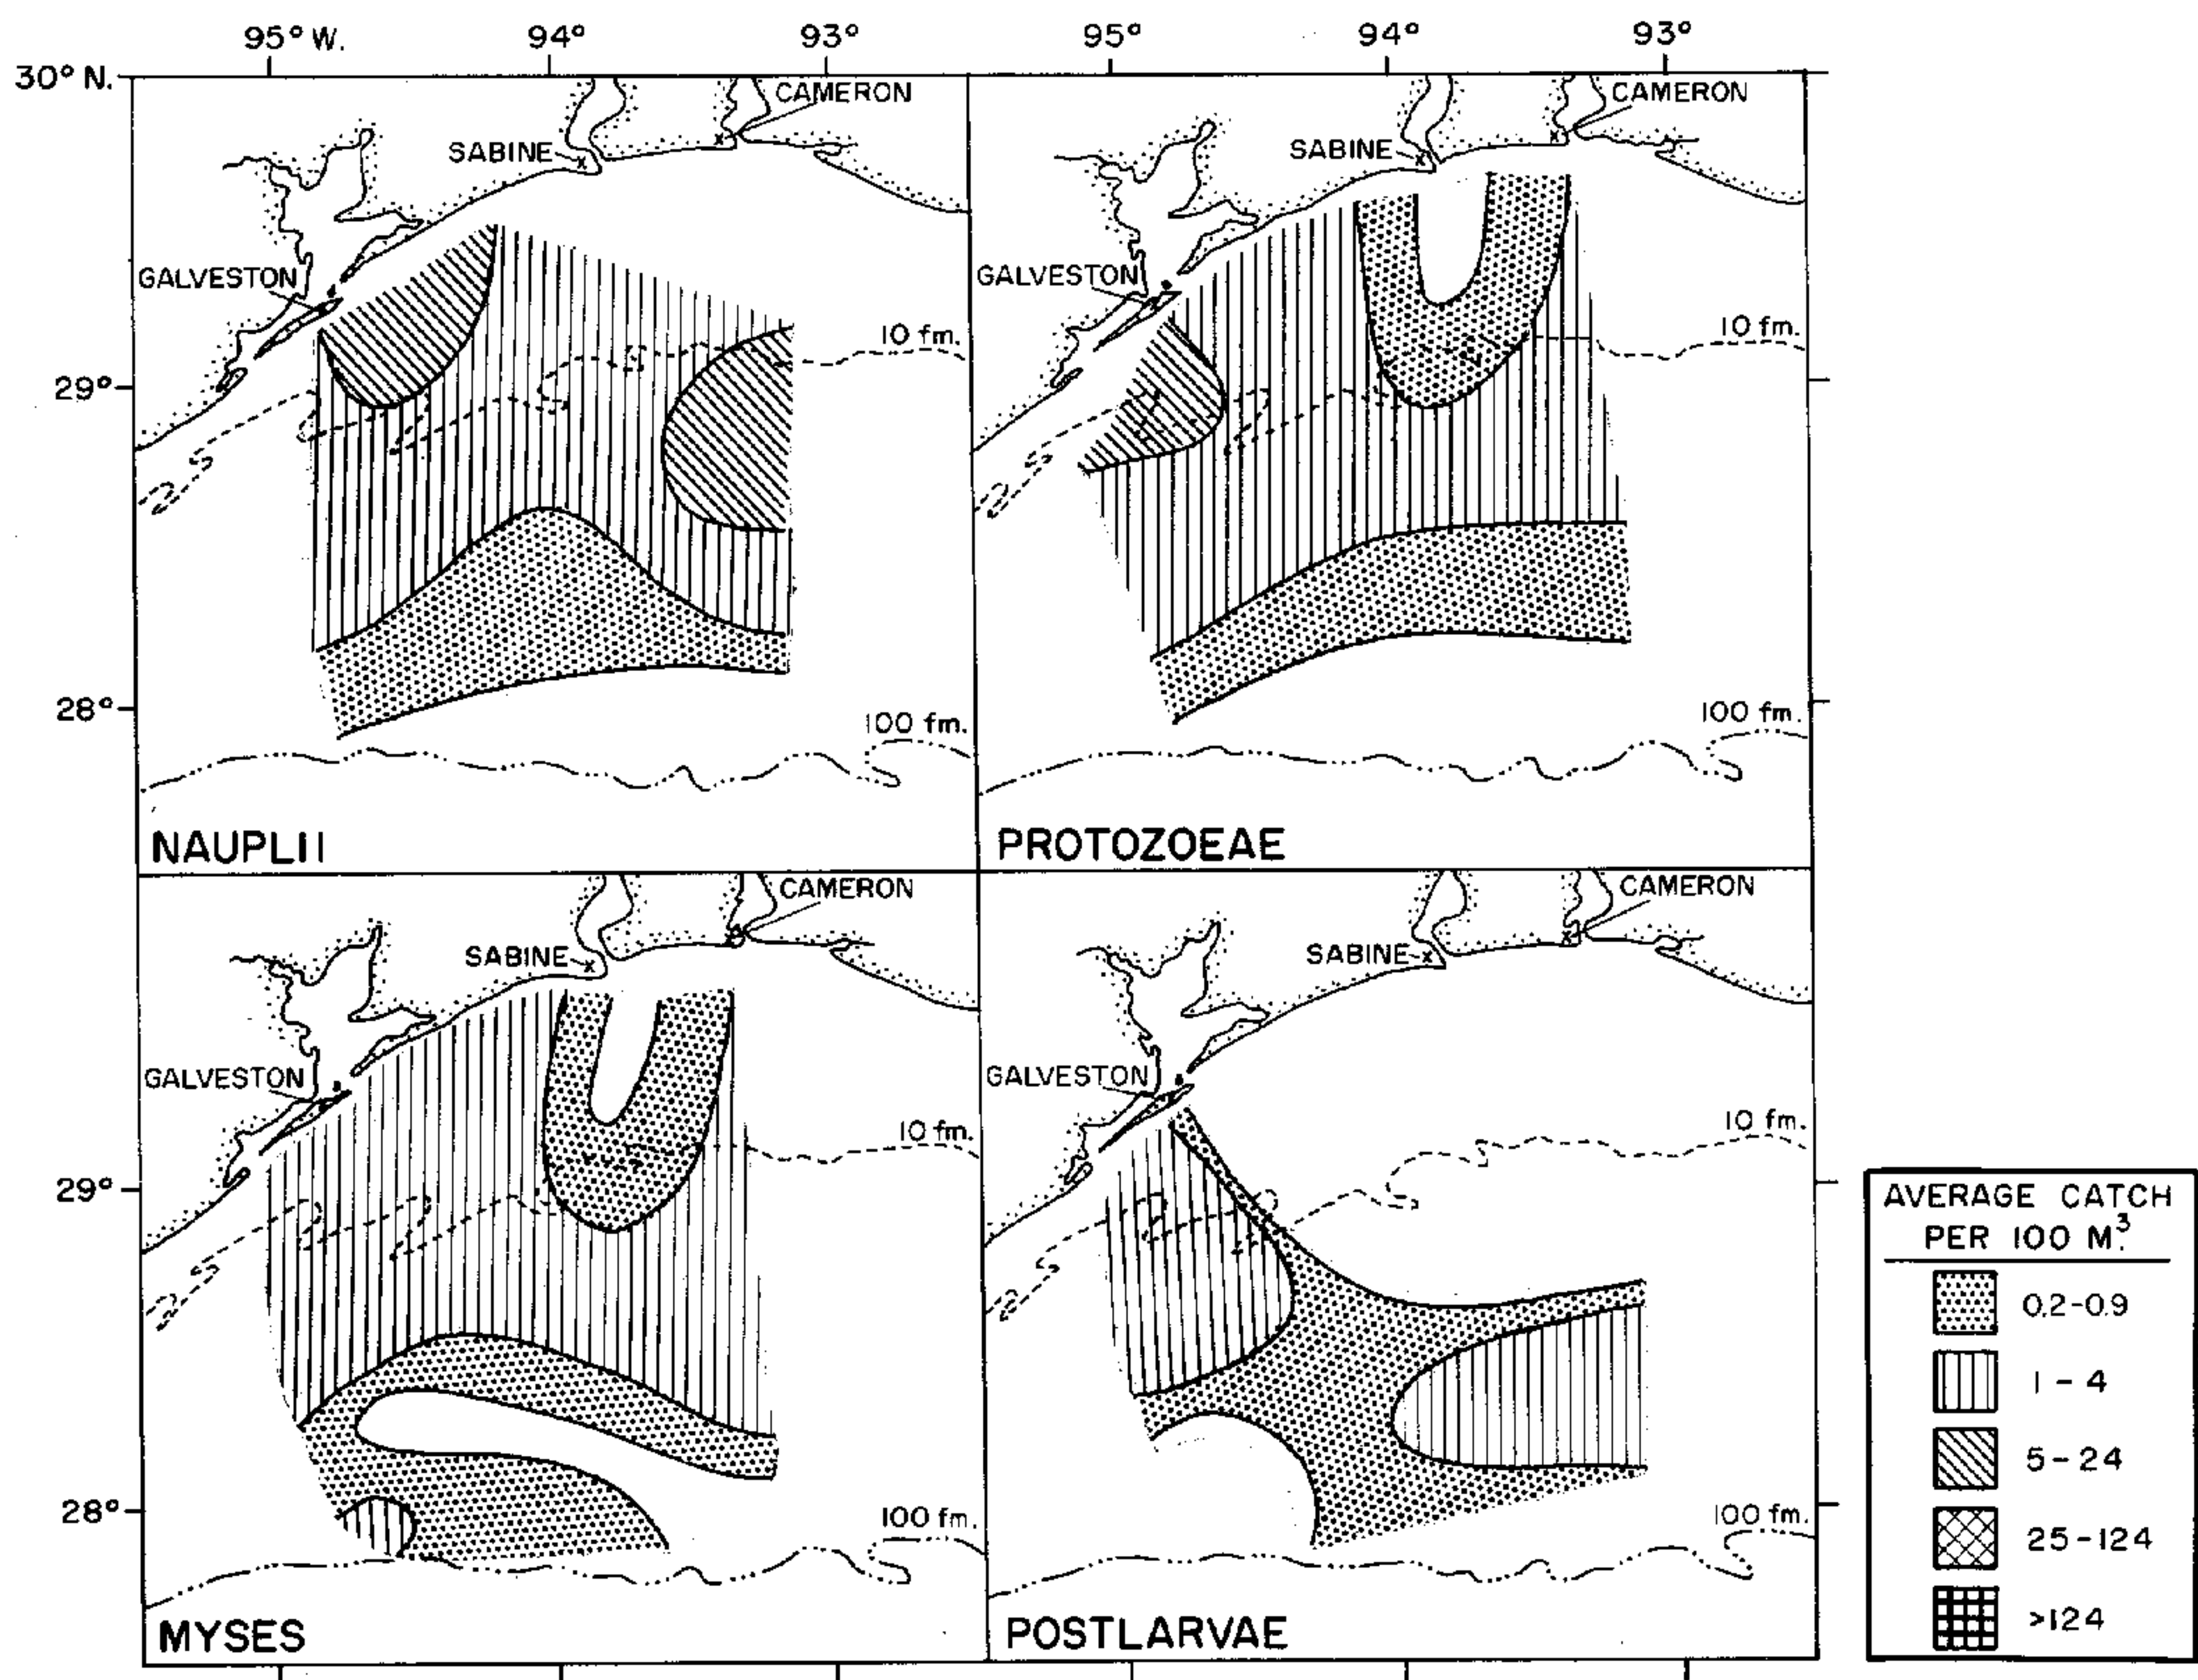 95° W. 94° 93° 95° 94° 93°
30° N.
CAMERON
SABINE
GALVESTON
10 fm.
29°
28°
100 fm.
NAUPLII
CAMERON
SABINE
GALVESTON
10 fm.
100 fm.
PROTOZOEAE
CAMERON
SABINE
GALVESTON
10 fm.
29°
28°
100 fm.
MYSES
CAMERON
SABINE
GALVESTON
10 fm.
100 fm.
POSTLARVAE
AVERAGE CATCH
PER 100 M.³
0.2-0.9
1-4
5-24
25-124
>124